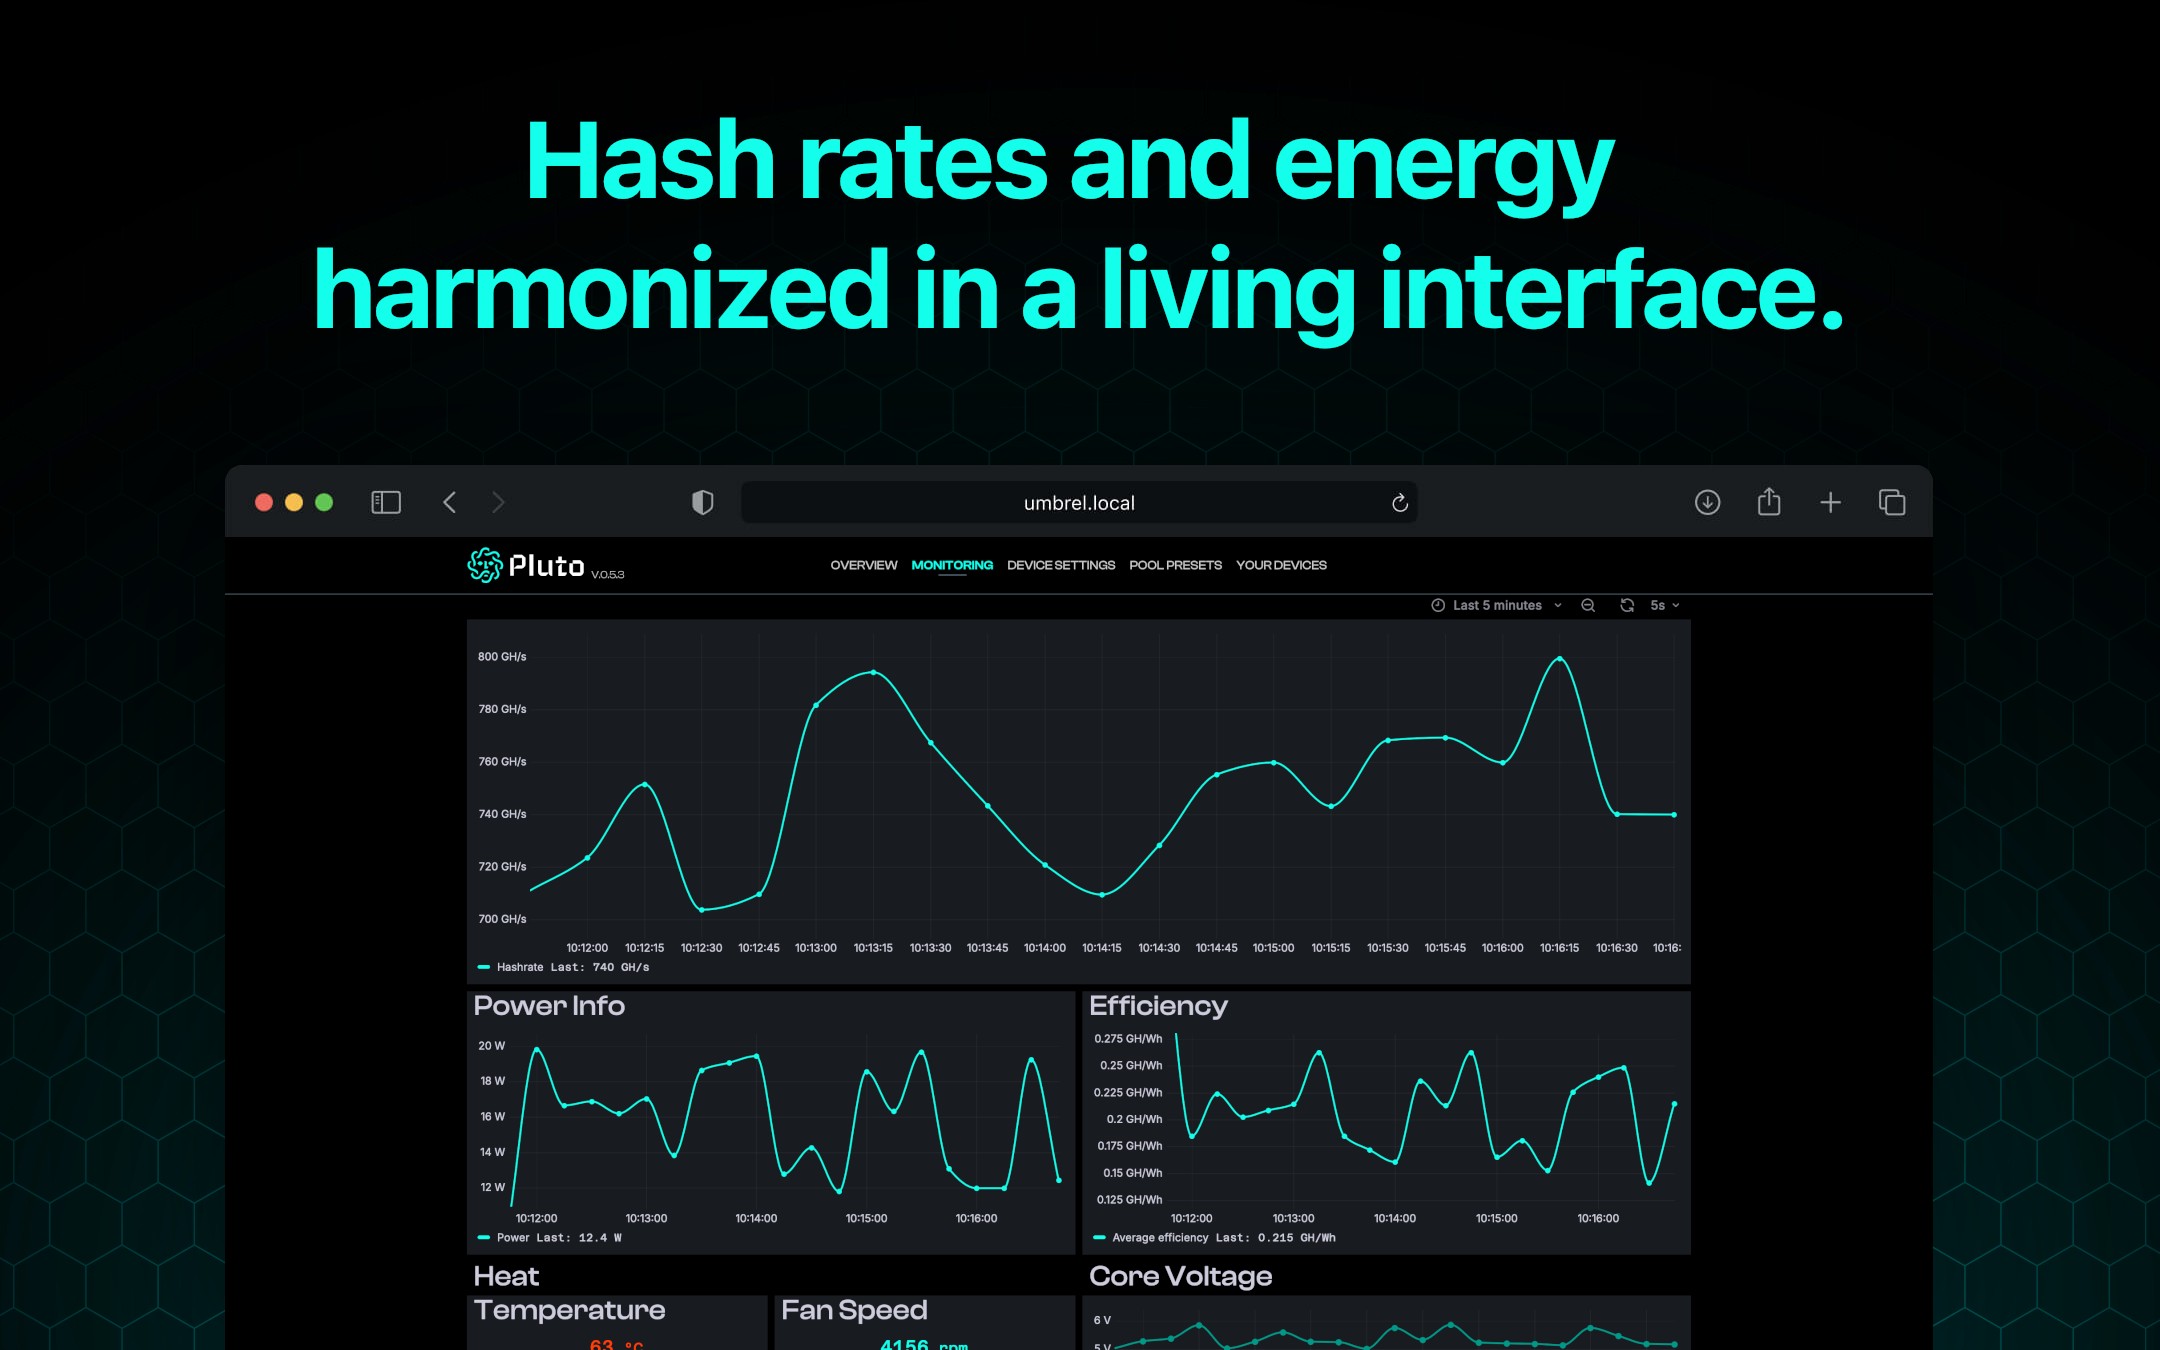 Hash rates and energy
harmonized in a living interface.
umbrel.local
Pluto V.0.5.3
OVERVIEW MONITORING DEVICE SETTINGS POOL PRESETS YOUR DEVICES
Last 5 minutes 5s
800 GH/s
780 GH/s
760 GH/s
740 GH/s
720 GH/s
700 GH/s
10:12:00 10:12:15 10:12:30 10:12:45 10:13:00 10:13:15 10:13:30 10:13:45 10:14:00 10:14:15 10:14:30 10:14:45 10:15:00 10:15:15 10:15:30 10:15:45 10:16:00 10:16:15 10:16:30 10:16:
Hashrate Last: 740 GH/s
Power Info
20 W
18 W
16 W
14 W
12 W
10:12:00 10:13:00 10:14:00 10:15:00 10:16:00
Power Last: 12.4 W
Efficiency
0.275 GH/Wh
0.25 GH/Wh
0.225 GH/Wh
0.2 GH/Wh
0.175 GH/Wh
0.15 GH/Wh
0.125 GH/Wh
10:12:00 10:13:00 10:14:00 10:15:00 10:16:00
Average efficiency Last: 0.215 GH/Wh
Heat
Temperature
63 °C
Fan Speed
4156 rpm
Core Voltage
6 V
5 V